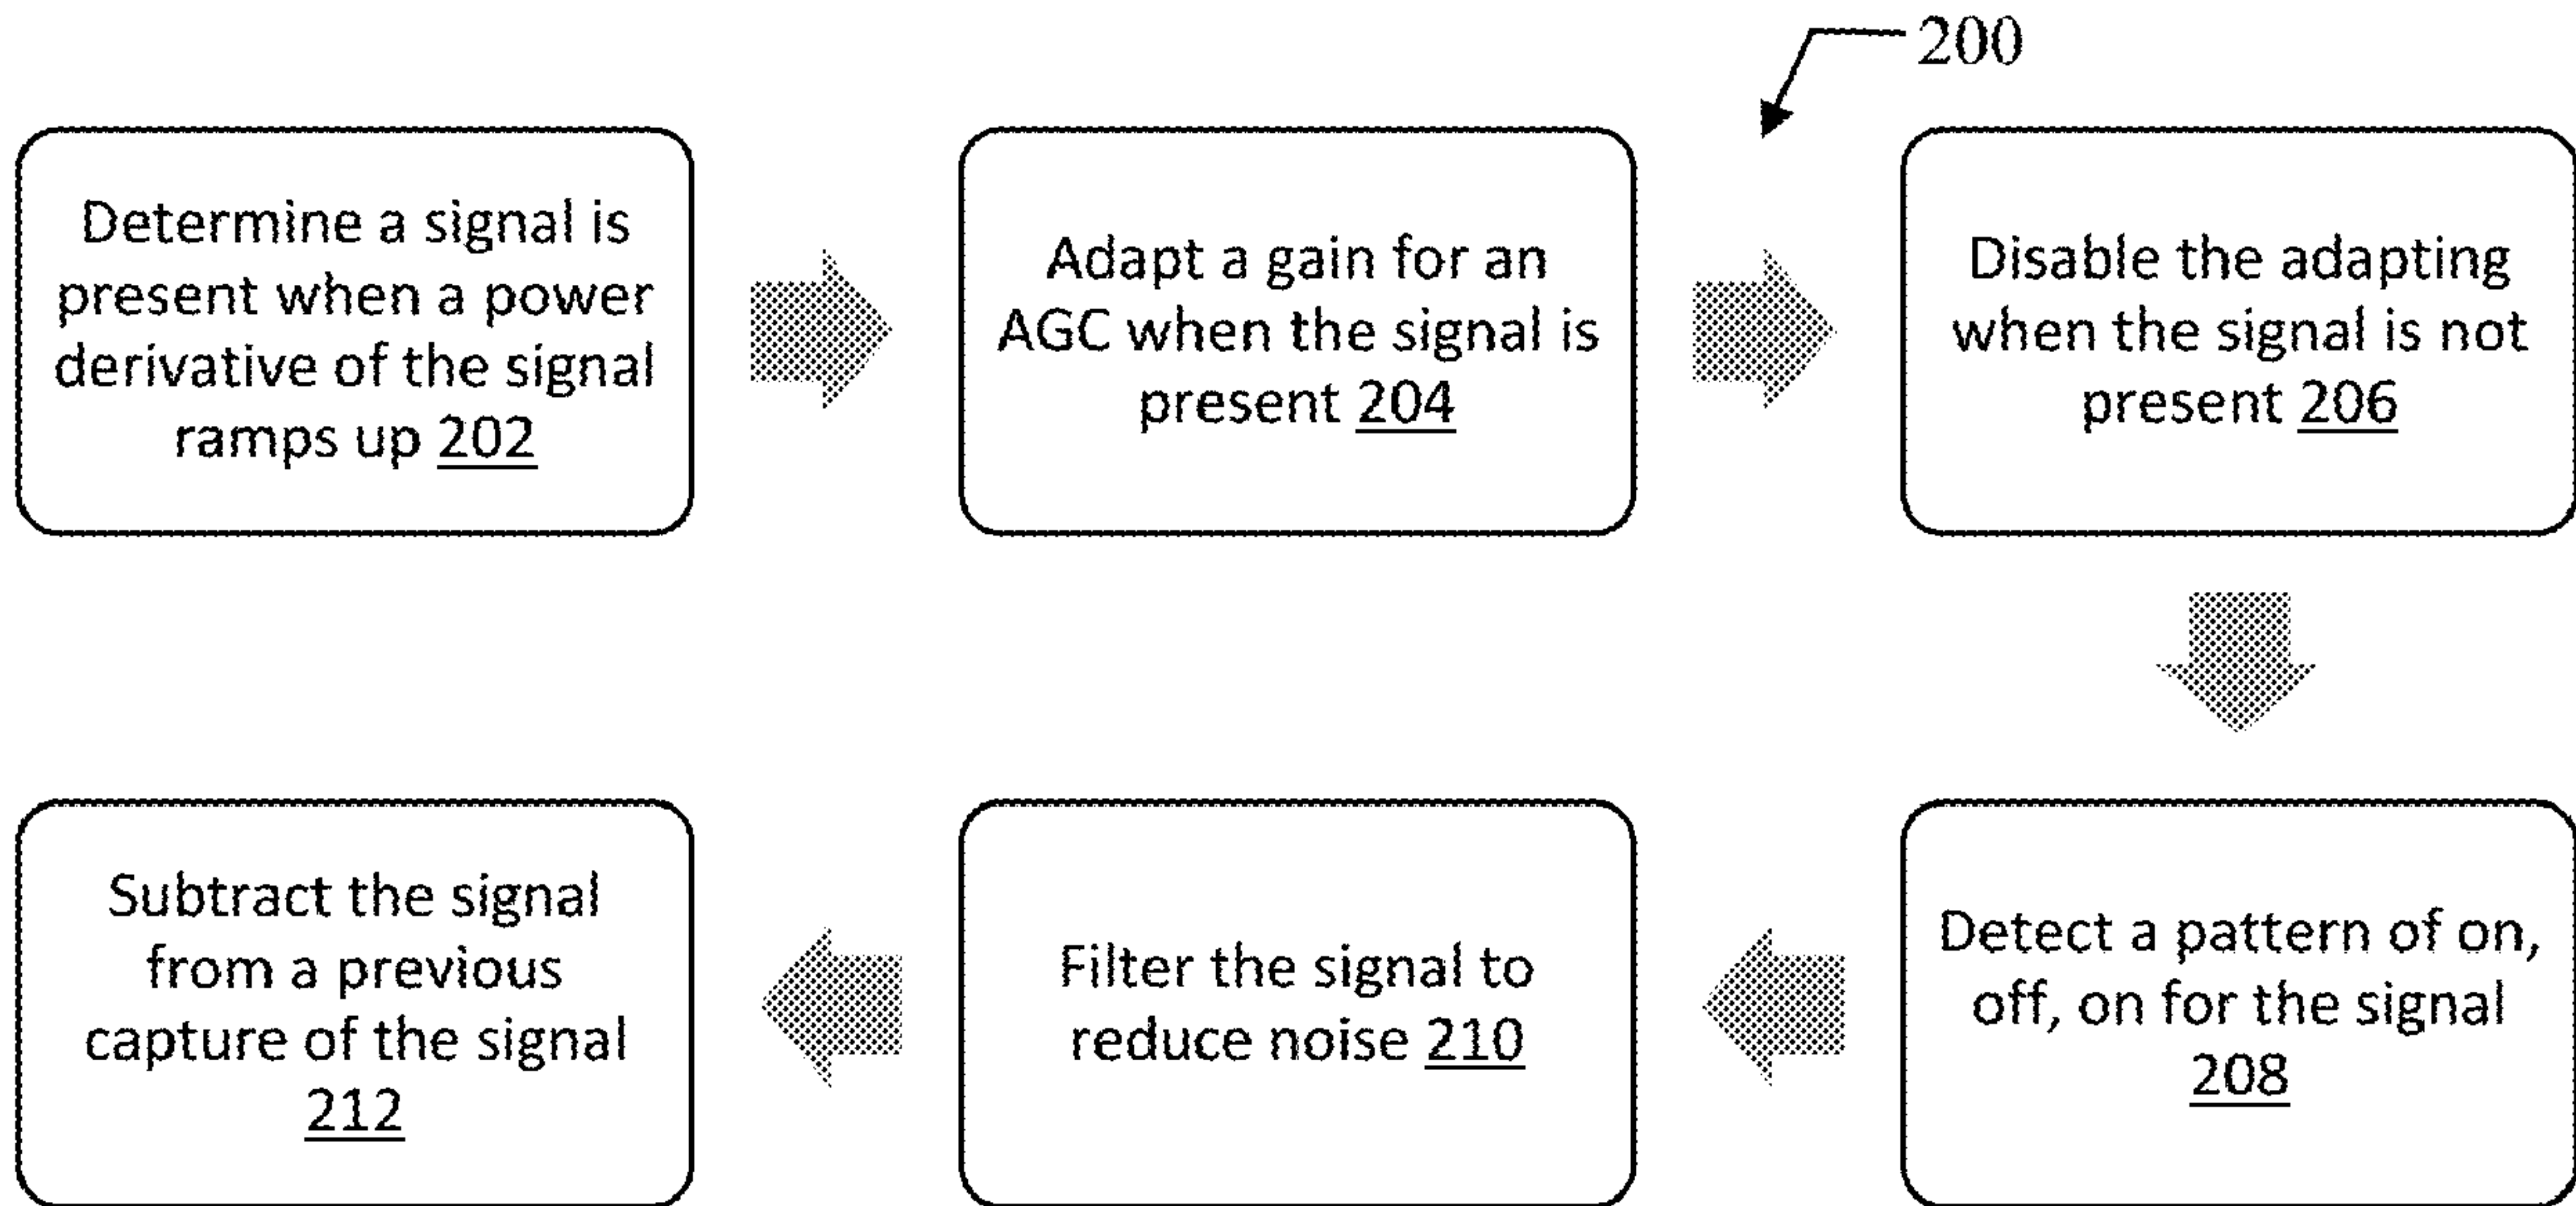 200
Determine a signal is
present when a power
derivative of the signal
ramps up 202
Adapt a gain for an
AGC when the signal is
present 204
Disable the adapting
when the signal is not
present 206
Detect a pattern of on,
off, on for the signal
208
Filter the signal to
reduce noise 210
Subtract the signal
from a previous
capture of the signal
212